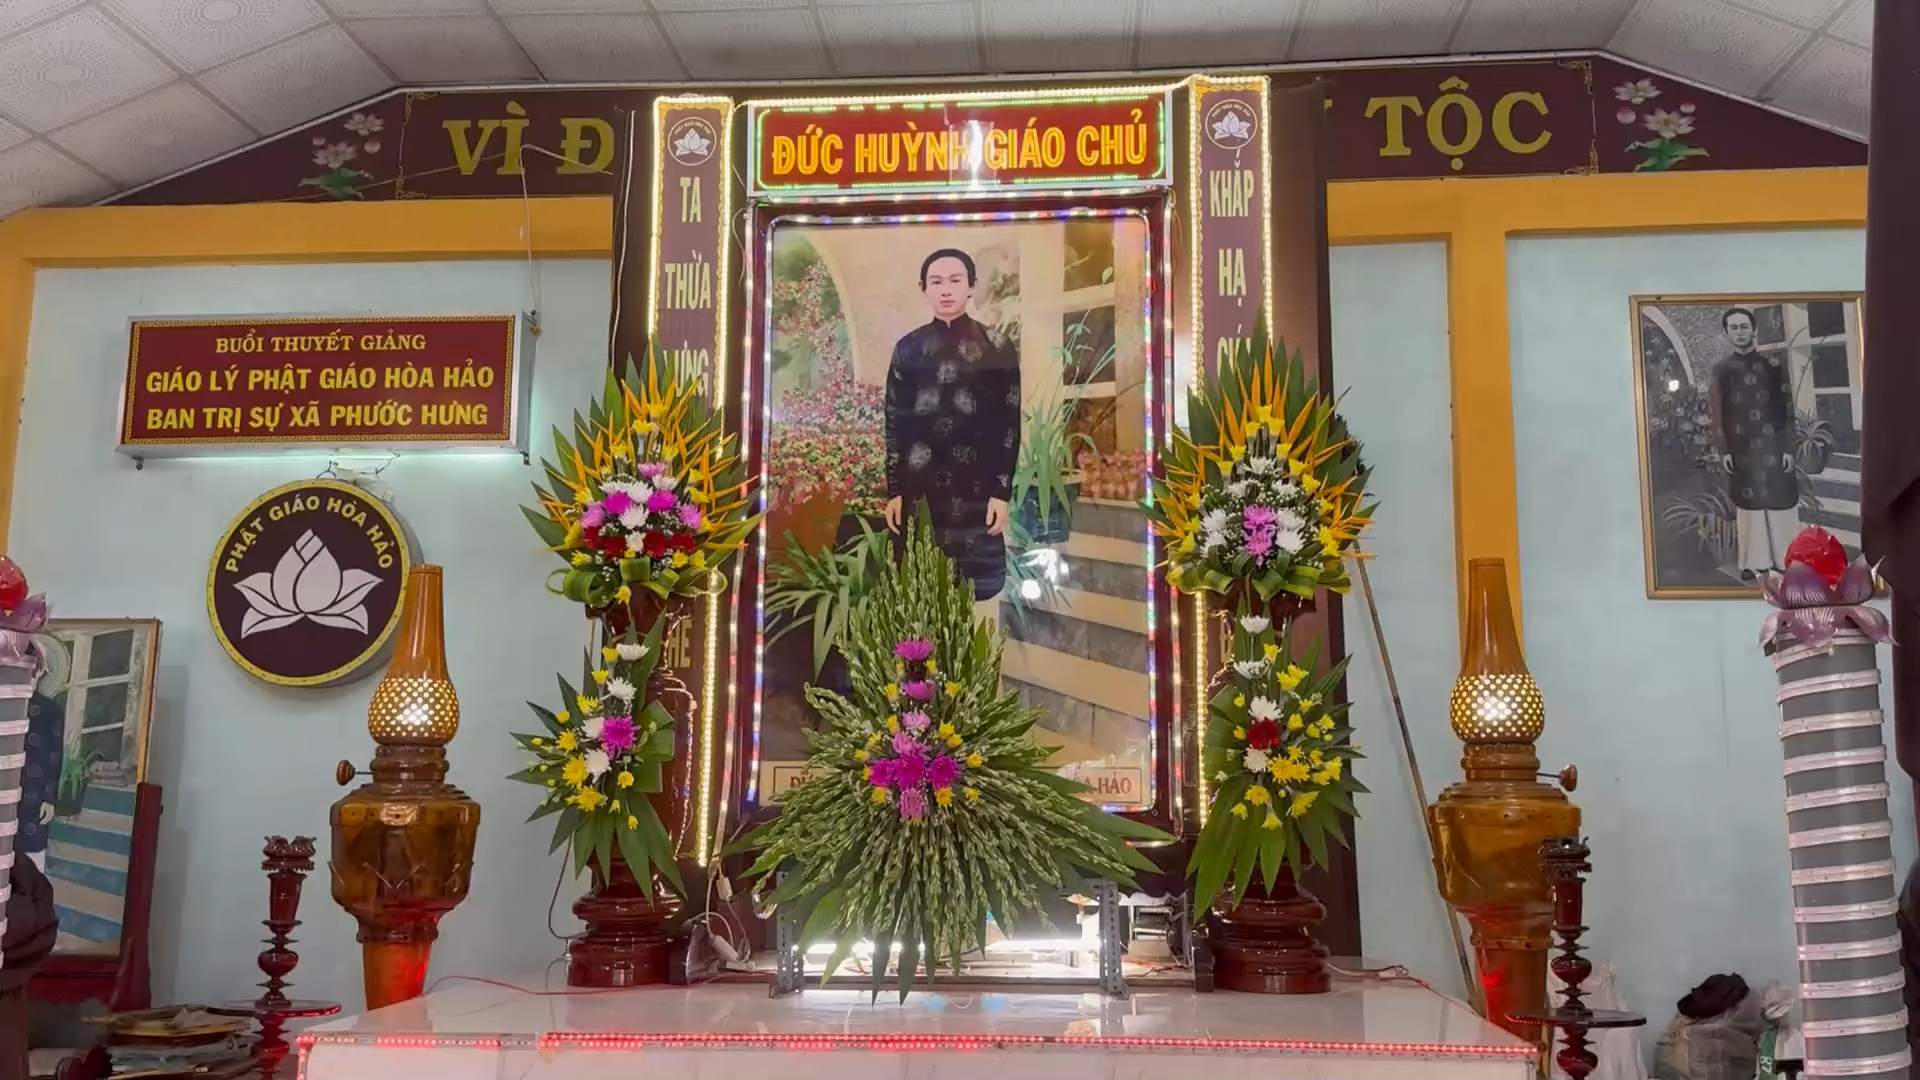 VÌ Đ
TỘC
ĐỨC HUỲNH GIÁO CHỦ
TA
THỪA
KHẮP
HẠ
BUỔI THUYẾT GIẢNG
GIÁO LÝ PHẬT GIÁO HÒA HẢO
BAN TRỊ SỰ XÃ PHƯỚC HƯNG
PHẬT GIÁO HÒA HẢO
HẢO